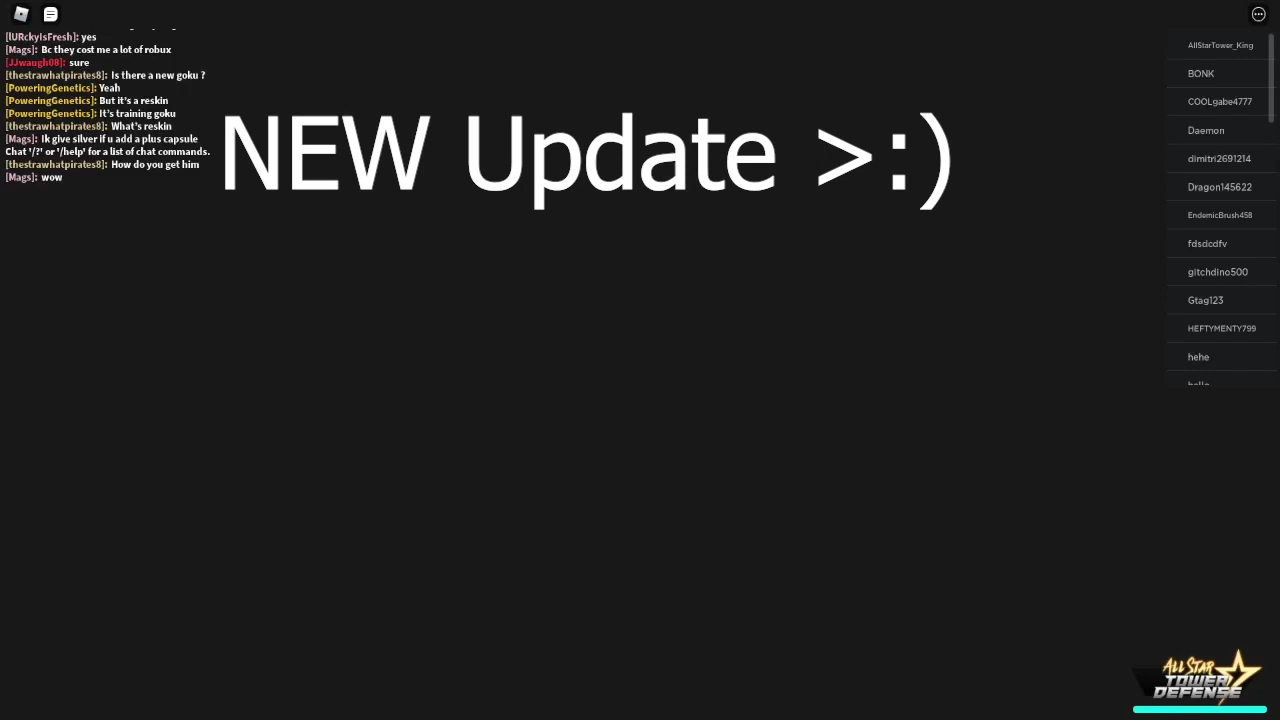 [lURckyIsFresh]: yes
[Mags]: Bc they cost me a lot of robux
[JJwaugh08]: sure
[thestrawhatpirates8]: Is there a new goku ?
[PoweringGenetics]: Yeah
[PoweringGenetics]: But it's a reskin
[PoweringGenetics]: It's training goku
[thestrawhatpirates8]: What's reskin
[Mags]: Ik give silver if u add a plus capsule
Chat '/?' or '/help' for a list of chat commands.
[thestrawhatpirates8]: How do you get him
[Mags]: wow
NEW Update >:)
AllStarTower_King
BONK
COOLgabe4777
Daemon
dimitri2691214
Dragon145622
EndemicBrush458
fdsdcdfv
gitchdino500
Gtag123
HEFTYMENTY799
hehe
ALL STAR
TOWER
DEFENSE